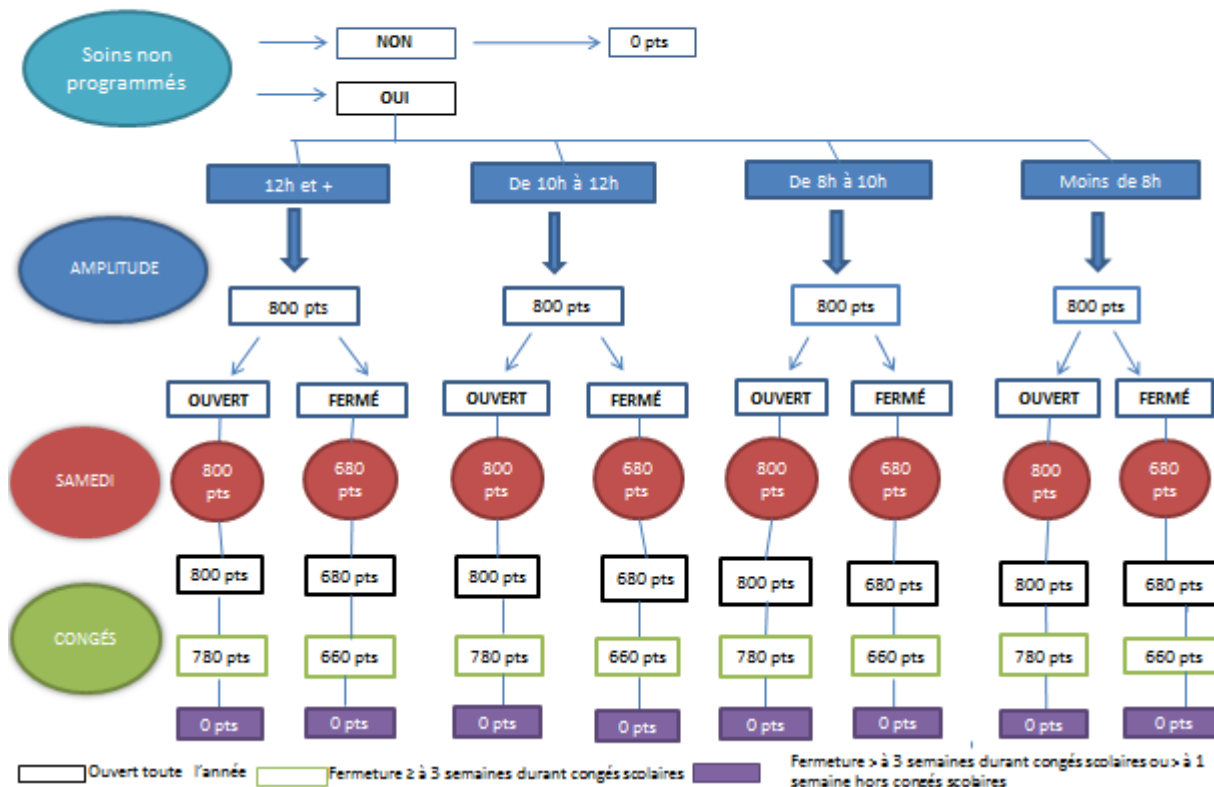 Soins non
programmés
NON
0 pts
OUI
12h et +
De 10h à 12h
De 8h à 10h
Moins de 8h
AMPLITUDE
800 pts
800 pts
800 pts
800 pts
OUVERT
FERMÉ
OUVERT
FERMÉ
OUVERT
FERMÉ
OUVERT
FERMÉ
SAMEDI
800
pts
680
pts
800
pts
680
pts
800
pts
680
pts
800
pts
680
pts
CONGÉS
800 pts
680 pts
800 pts
680 pts
800 pts
680 pts
800 pts
680 pts
780 pts
660 pts
780 pts
660 pts
780 pts
660 pts
780 pts
660 pts
0 pts
0 pts
0 pts
0 pts
0 pts
0 pts
0 pts
0 pts
Ouvert toute l'année
Fermeture ≥ à 3 semaines durant congés scolaires
Fermeture > à 3 semaines durant congés scolaires ou > à 1
semaine hors congés scolaires